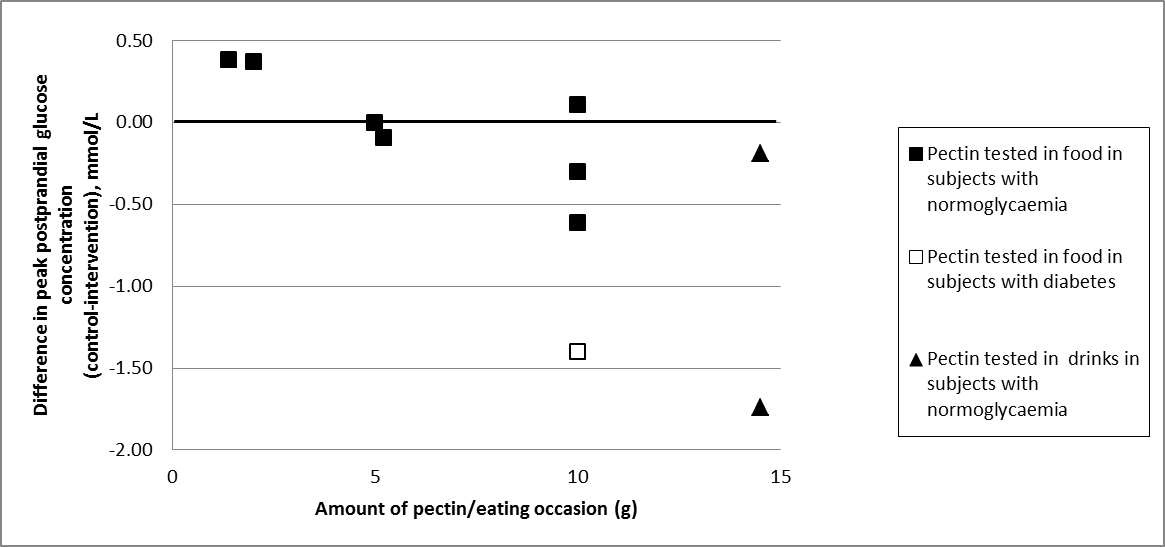 Difference in peak postprandial glucose
concentration
(control-intervention), mmol/L
0.50
0.00
-0.50
-1.00
-1.50
-2.00
0 5 10 15
Amount of pectin/eating occasion (g)
Pectin tested in food in
subjects with
normoglycaemia
Pectin tested in food in
subjects with diabetes
Pectin tested in drinks in
subjects with
normoglycaemia